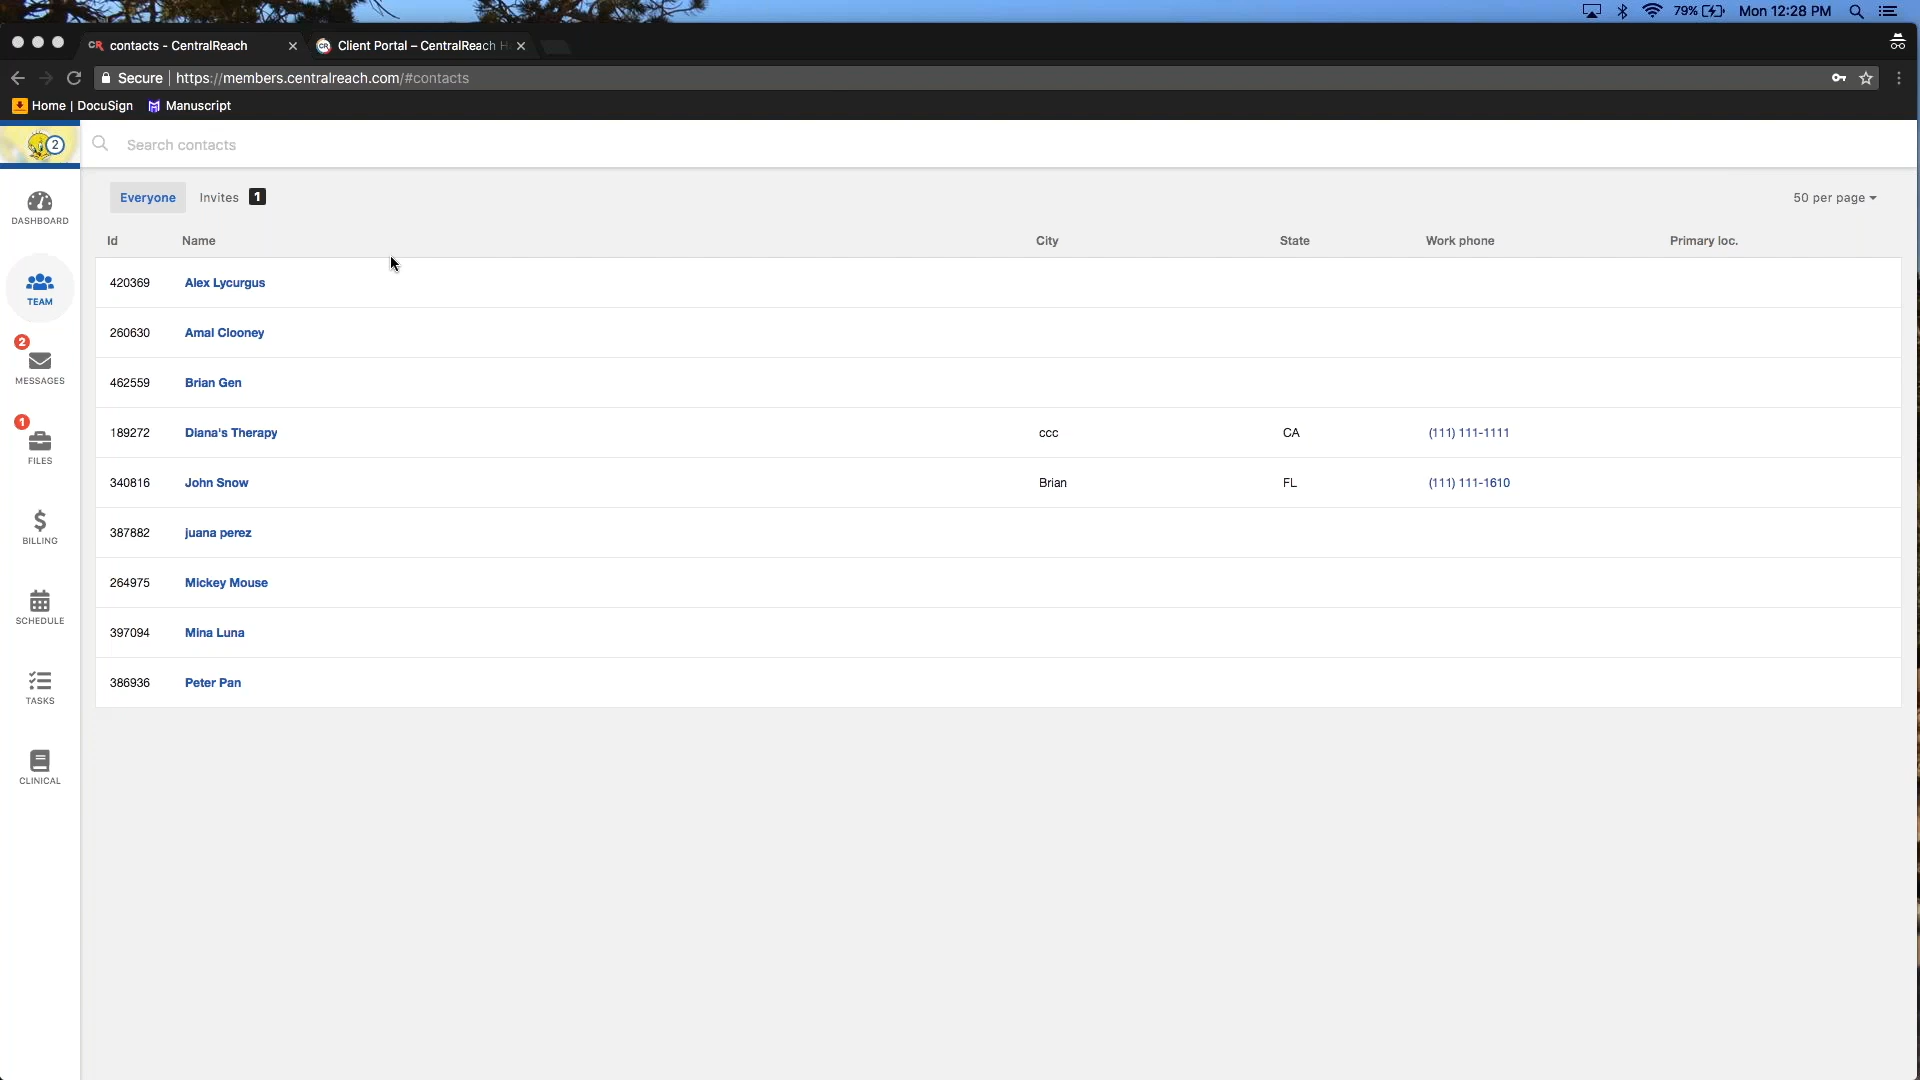 79% Mon 12:28 PM
CR contacts - CentralReach
CR Client Portal – CentralReach H
Secure | https://members.centralreach.com/#contacts
Home | DocuSign Manuscript
2 Search contacts
Everyone Invites 1 50 per page
DASHBOARD
Id Name City State Work phone Primary loc.
420369 Alex Lycurgus
TEAM
260630 Amal Clooney
2
MESSAGES
462559 Brian Gen
1
189272 Diana's Therapy ccc CA (111) 111-1111
FILES
340816 John Snow Brian FL (111) 111-1610
387882 juana perez
BILLING
264975 Mickey Mouse
SCHEDULE
397094 Mina Luna
386936 Peter Pan
TASKS
CLINICAL